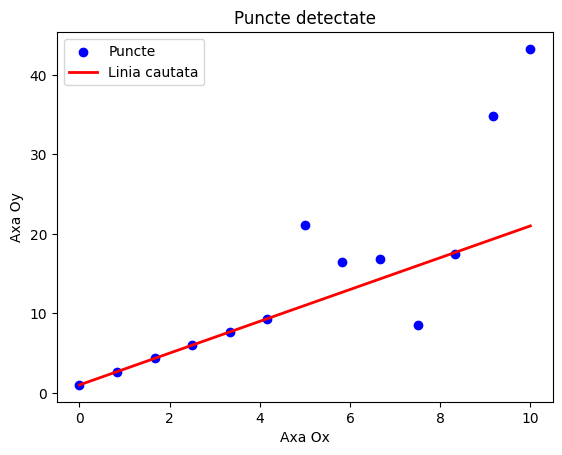 Puncte detectate
Puncte
Linia cautata
Axa Oy
40
30
20
10
0
0 2 4 6 8 10
Axa Ox